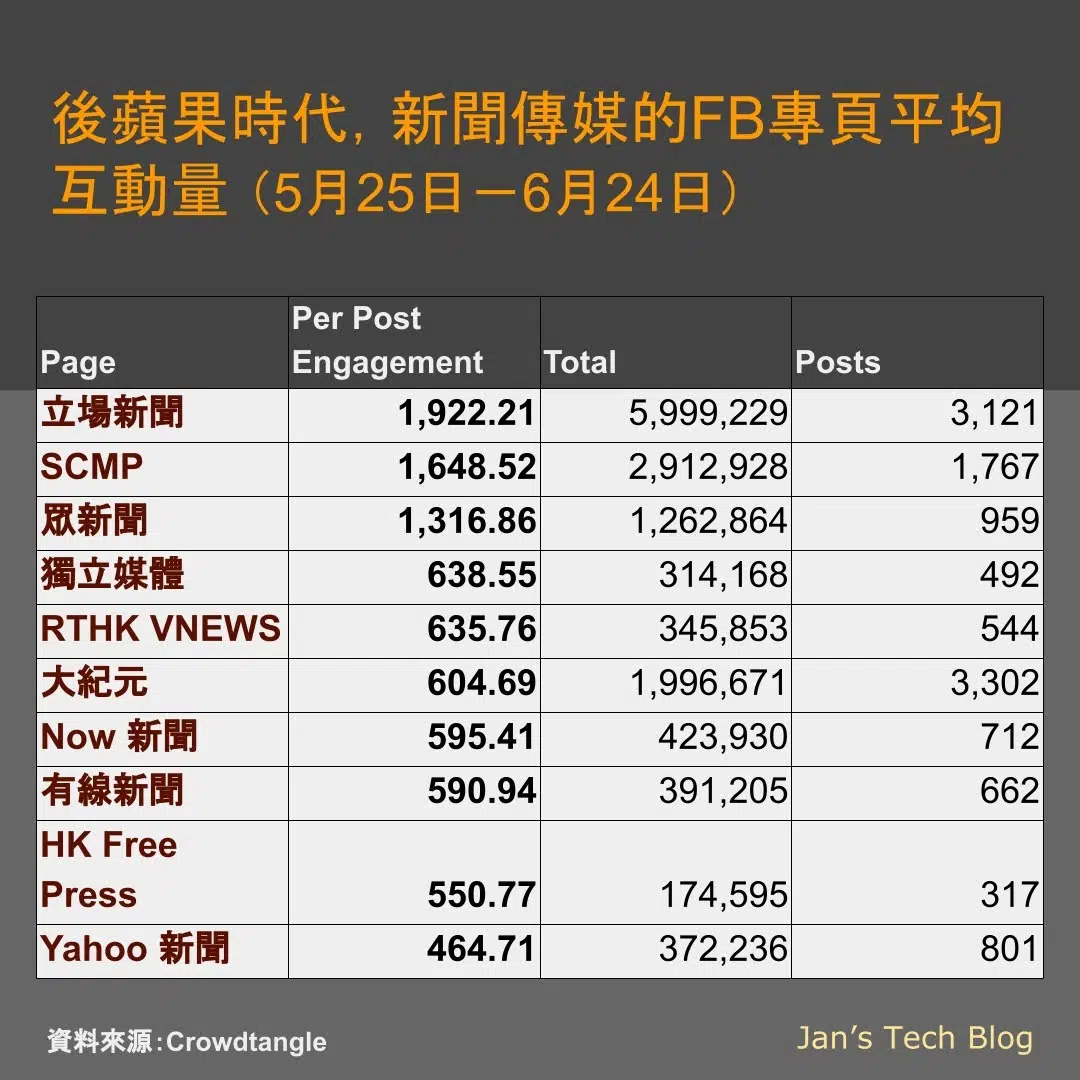 後蘋果時代，新聞傳媒的FB專頁平均
互動量（5月25日－6月24日）
Page Per Post Engagement Total Posts
立場新聞 1,922.21 5,999,229 3,121
SCMP 1,648.52 2,912,928 1,767
眾新聞 1,316.86 1,262,864 959
獨立媒體 638.55 314,168 492
RTHK VNEWS 635.76 345,853 544
大紀元 604.69 1,996,671 3,302
Now 新聞 595.41 423,930 712
有線新聞 590.94 391,205 662
HK Free Press 550.77 174,595 317
Yahoo 新聞 464.71 372,236 801
資料來源：Crowdtangle
Jan's Tech Blog